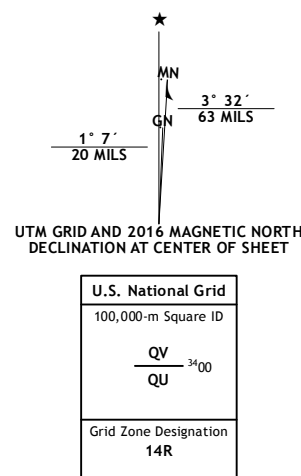 ★
MN
3° 32´
63 MILS
GN
1° 7´
20 MILS
UTM GRID AND 2016 MAGNETIC NORTH
DECLINATION AT CENTER OF SHEET
U.S. National Grid
100,000-m Square ID
QV
³⁴00
QU
Grid Zone Designation
14R